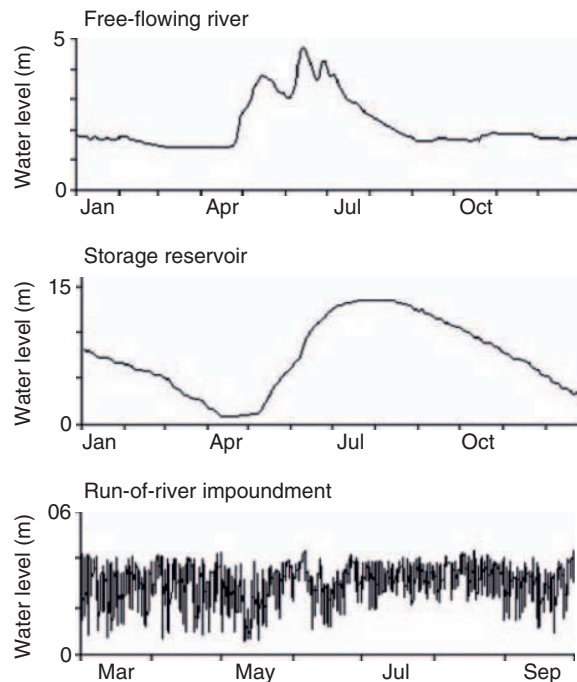 Free-flowing river
5
Water level (m)
0
Jan Apr Jul Oct
Storage reservoir
15
Water level (m)
0
Jan Apr Jul Oct
Run-of-river impoundment
06
Water level (m)
0
Mar May Jul Sep